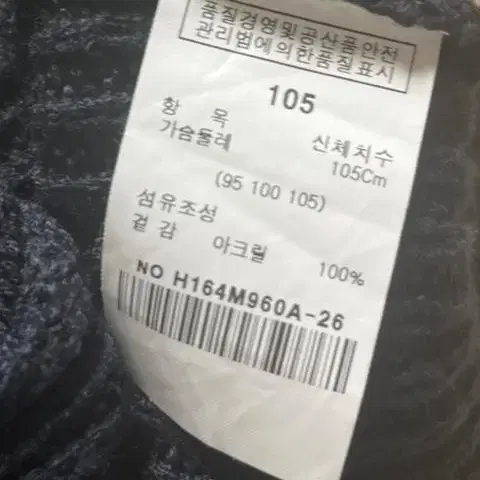 품질경영및공산품안전
관리법에의한품질표시
105
항 목 신체치수
가슴둘레 105Cm
(95 100 105)
섬유조성
겉 감 아크릴 100%
NO H164M960A-26